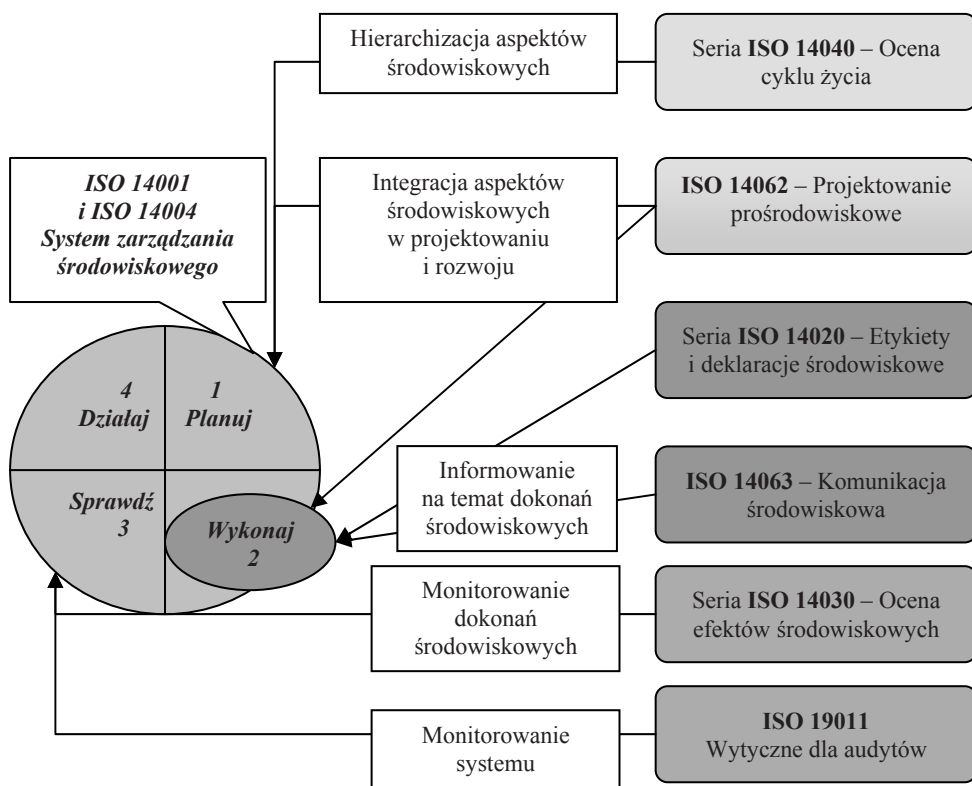 Hierarchizacja aspektów
środowiskowych
Seria ISO 14040 – Ocena
cyklu życia
ISO 14001
i ISO 14004
System zarządzania
środowiskowego
Integracja aspektów
środowiskowych
w projektowaniu
i rozwoju
ISO 14062 – Projektowanie
prośrodowiskowe
Seria ISO 14020 – Etykiety
i deklaracje środowiskowe
4
Działaj
1
Planuj
Sprawdź
3
Wykonaj
2
Informowanie
na temat dokonań
środowiskowych
ISO 14063 – Komunikacja
środowiskowa
Monitorowanie
dokonań
środowiskowych
Seria ISO 14030 – Ocena
efektów środowiskowych
Monitorowanie
systemu
ISO 19011
Wytyczne dla audytów